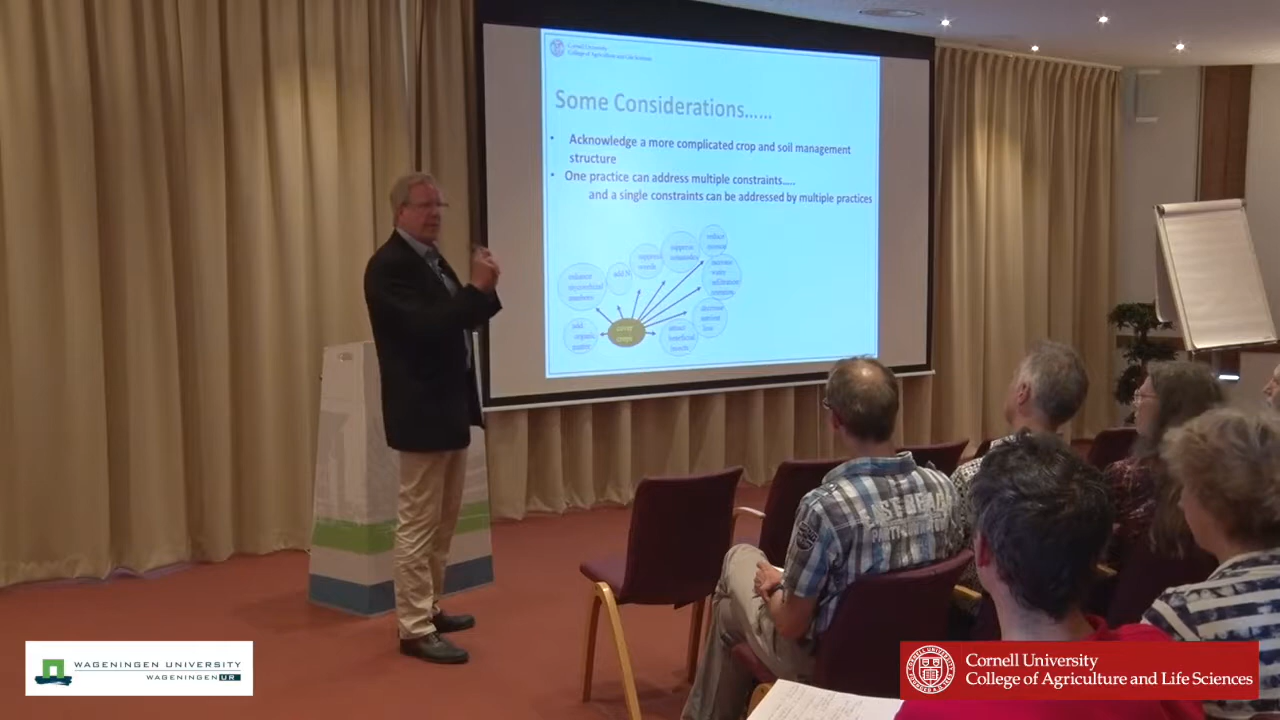 Cornell University
College of Agriculture and Life Sciences
Some Considerations……
• Acknowledge a more complicated crop and soil management
structure
• One practice can address multiple constraints…..
and a single constraints can be addressed by multiple practices
reduce
suppress
nematodes
suppress
weeds
add N
increase
water
infiltration
enhance
mycorrhizal
numbers
decrease
nutrient
loss
add
organic
matter
cover
crops
attract
beneficial
insects
WAGENINGEN UNIVERSITY
WAGENINGEN UR
Cornell University
College of Agriculture and Life Sciences